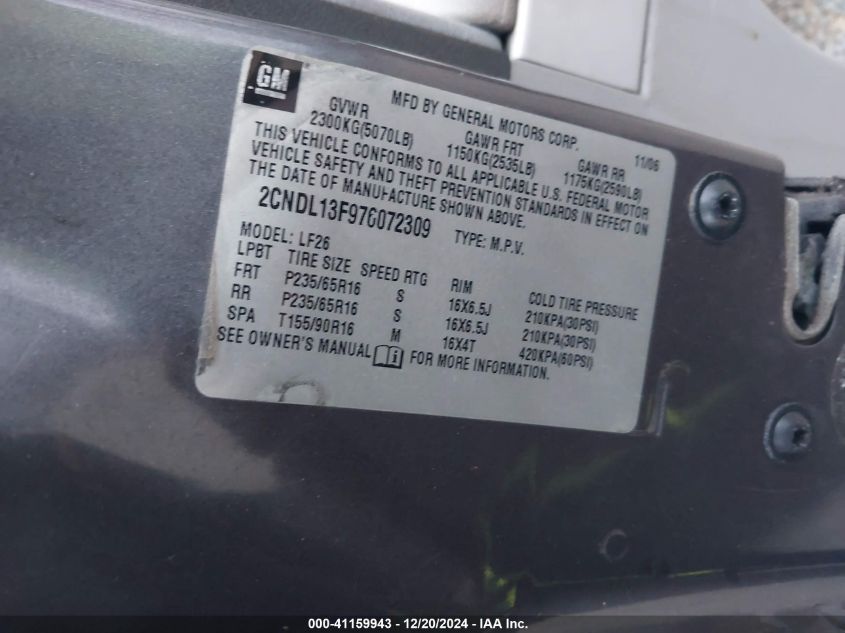 GM
MFD BY GENERAL MOTORS CORP. 11/06
GVWR GAWR FRT GAWR RR
2300KG(5070LB) 1150KG(2535LB) 1175KG(2590LB)
THIS VEHICLE CONFORMS TO ALL APPLICABLE U.S. FEDERAL MOTOR
VEHICLE SAFETY AND THEFT PREVENTION STANDARDS IN EFFECT ON
THE DATE OF MANUFACTURE SHOWN ABOVE.
2CNDL13F976072309 TYPE: M.P.V.
MODEL: LF26
LPBT TIRE SIZE SPEED RTG RIM COLD TIRE PRESSURE
FRT P235/65R16 S 16X6.5J 210KPA(30PSI)
RR P235/65R16 S 16X6.5J 210KPA(30PSI)
SPA T155/90R16 M 16X4T 420KPA(60PSI)
SEE OWNER'S MANUAL i FOR MORE INFORMATION.
000-41159943 - 12/20/2024 - IAA Inc.